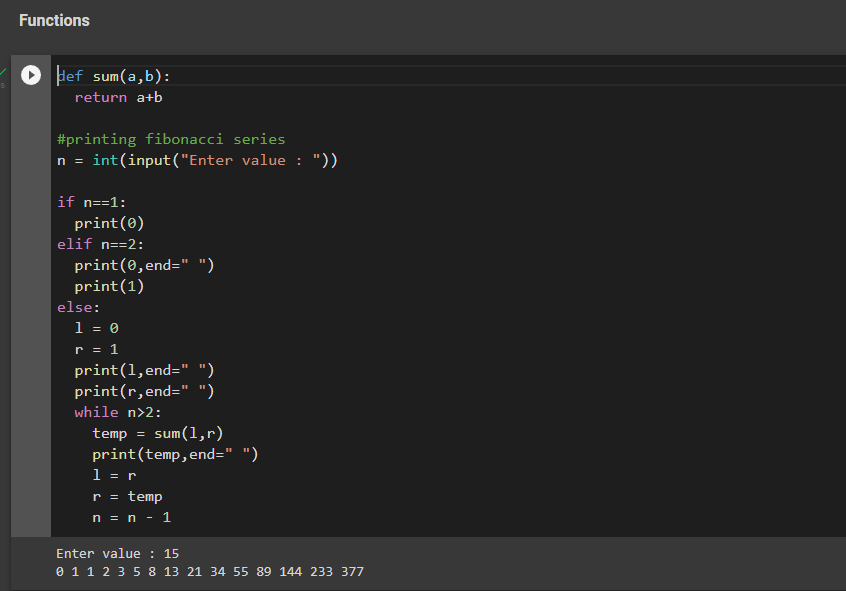 Functions
def sum(a,b):
  return a+b
#printing fibonacci series
n = int(input("Enter value : "))
if n==1:
  print(0)
elif n==2:
  print(0,end=" ")
  print(1)
else:
  l = 0
  r = 1
  print(l,end=" ")
  print(r,end=" ")
  while n>2:
    temp = sum(l,r)
    print(temp,end=" ")
    l = r
    r = temp
    n = n - 1
Enter value : 15
0 1 1 2 3 5 8 13 21 34 55 89 144 233 377